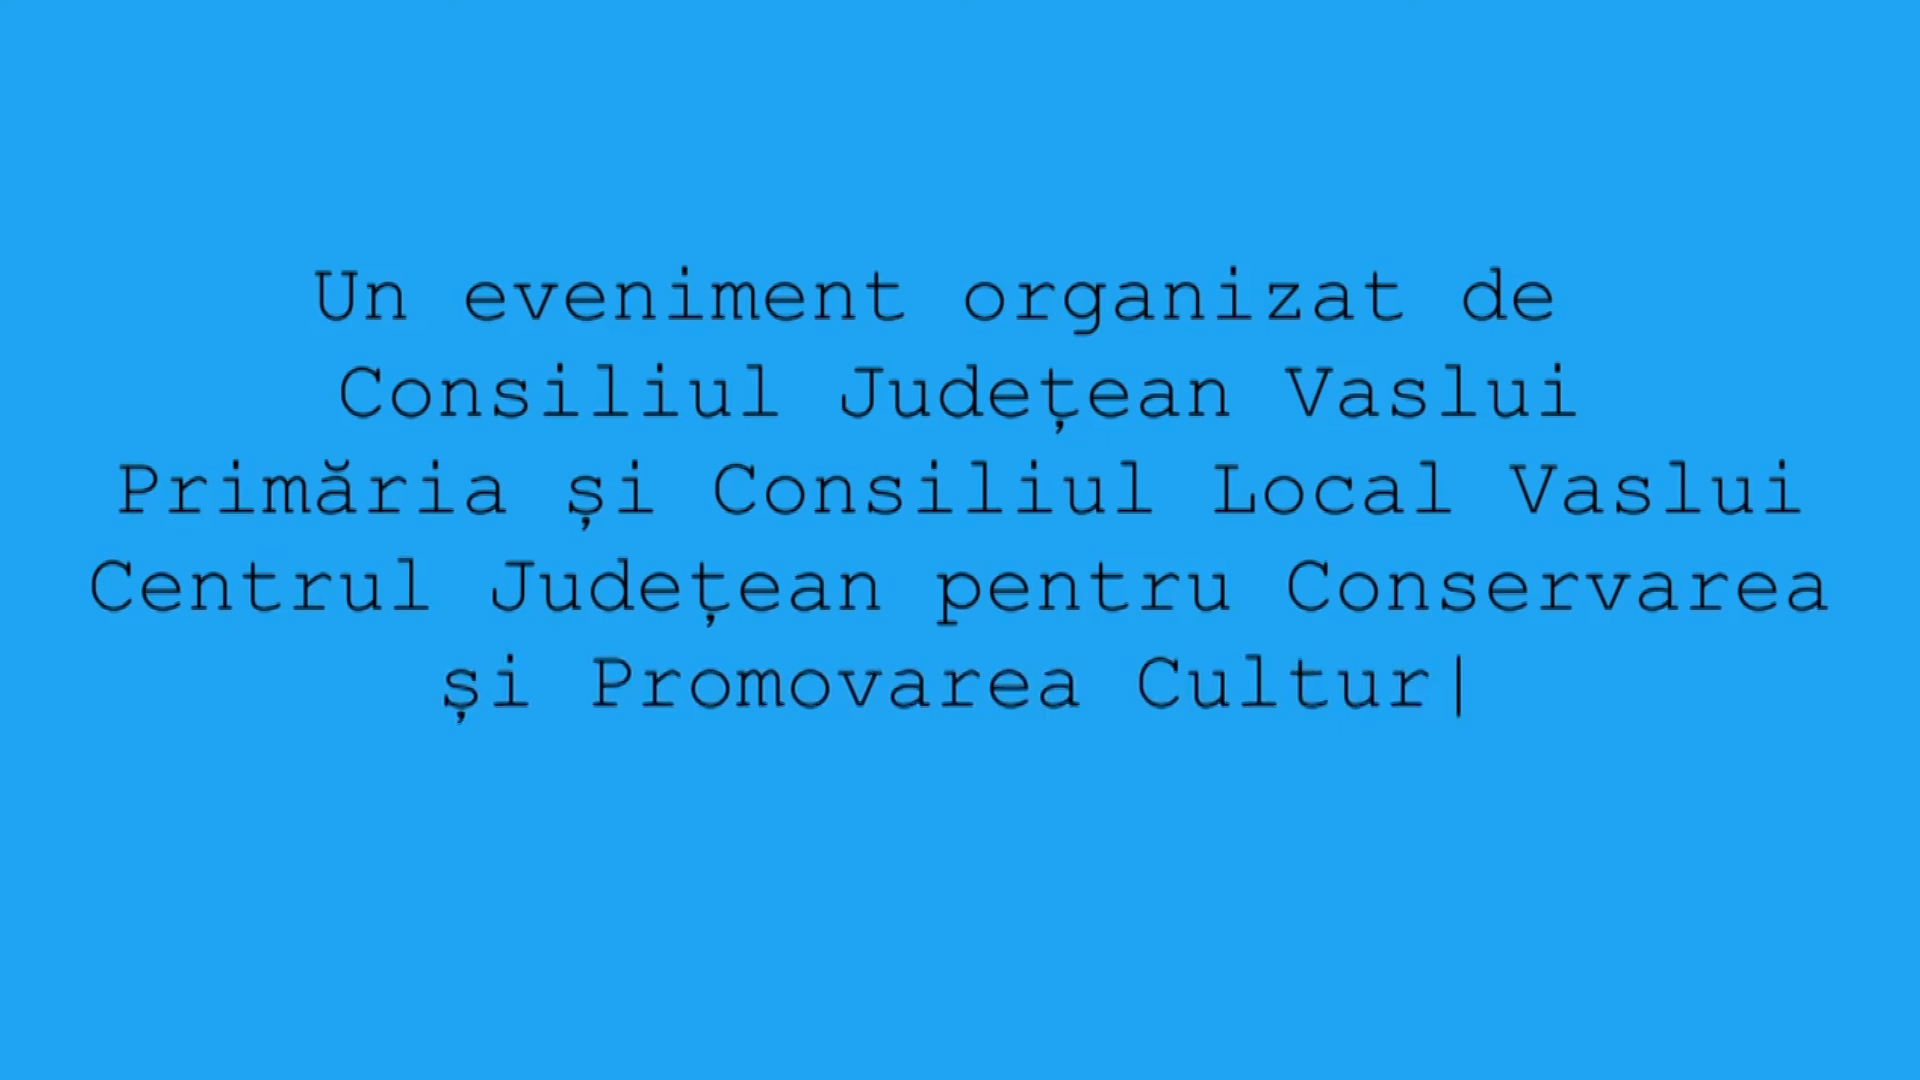 Un eveniment organizat de
Consiliul Județean Vaslui
Primăria și Consiliul Local Vaslui
Centrul Județean pentru Conservarea
și Promovarea Cultur|